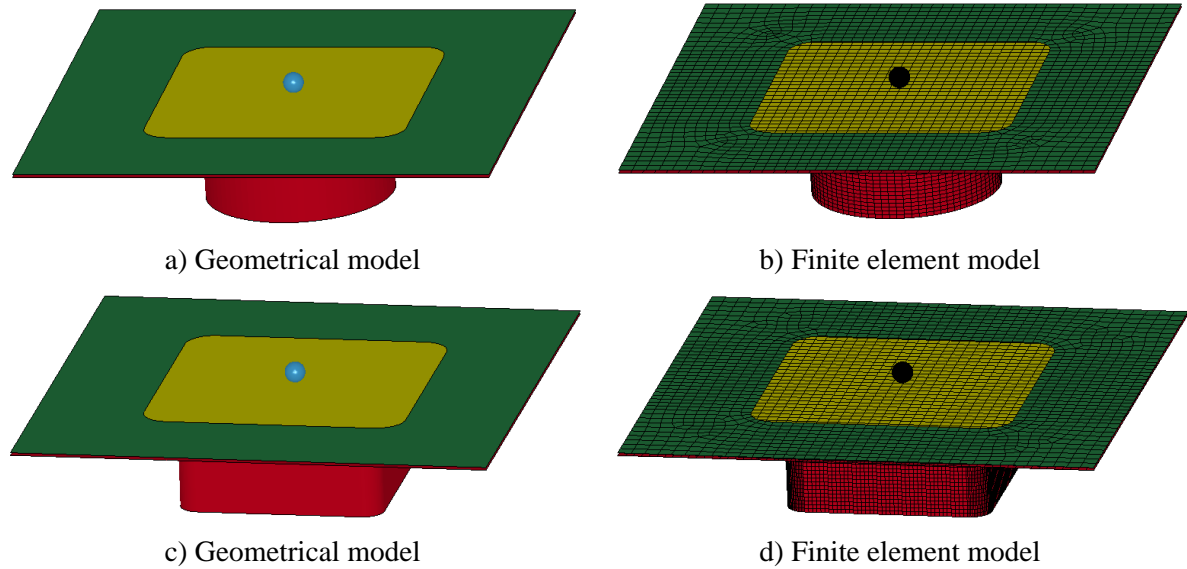 a) Geometrical model
b) Finite element model
c) Geometrical model
d) Finite element model